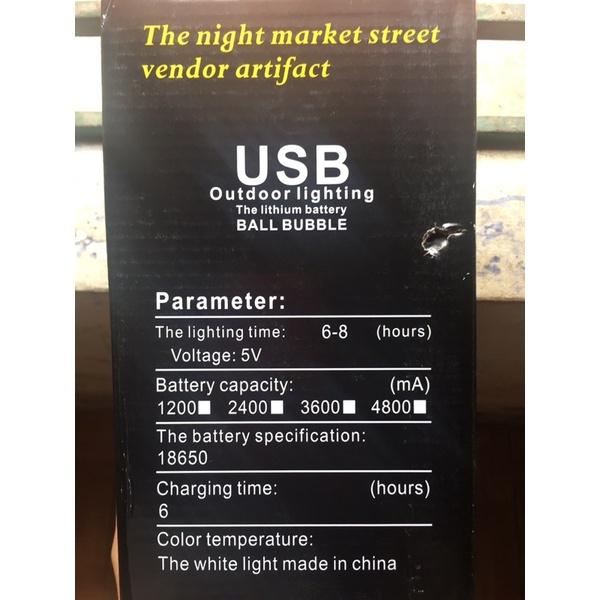 The night market street
vendor artifact
USB
Outdoor lighting
The lithium battery
BALL BUBBLE
Parameter:
The lighting time: 6-8 (hours)
Voltage: 5V
Battery capacity: (mA)
1200■ 2400■ 3600■ 4800■
The battery specification:
18650
Charging time: (hours)
6
Color temperature:
The white light made in china